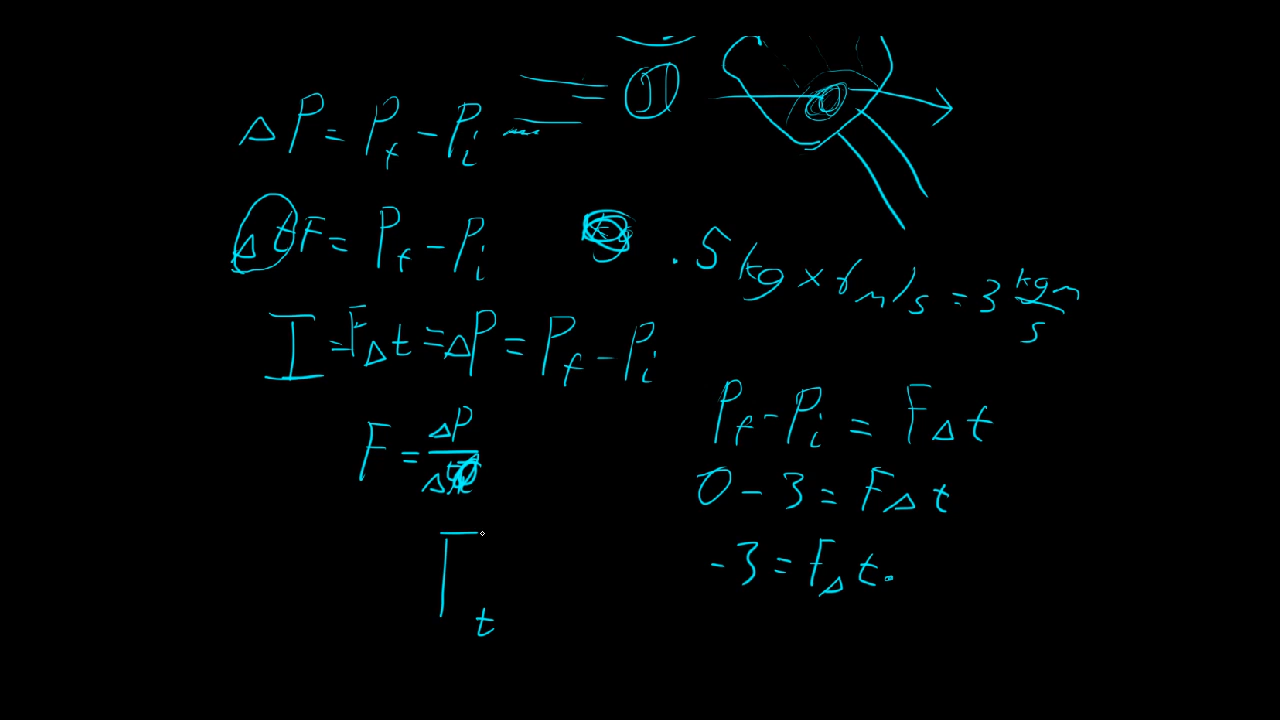 ΔP = Pf - Pi
ΔtF = Pf - Pi
.5 kg × 6 m/s = 3 kgm/s
I = FΔt = ΔP = Pf - Pi
F = ΔP/Δt
Pf - Pi = FΔt
0 - 3 = FΔt
-3 = FΔt.
t